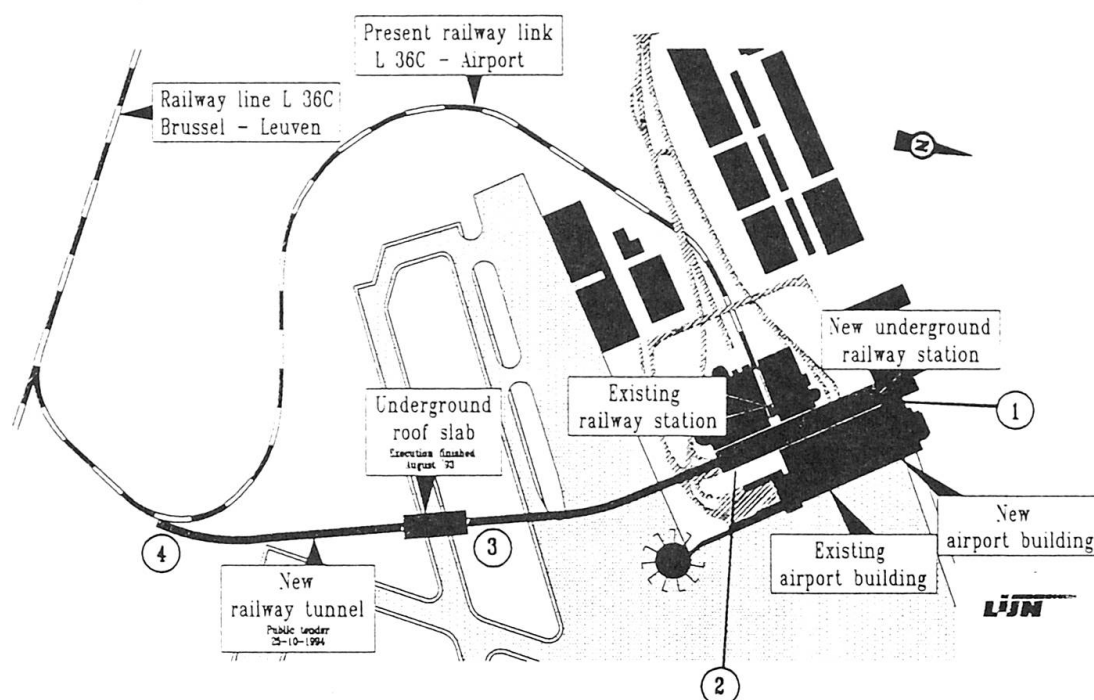 Present railway link
L 36C - Airport
Railway line L 36C
Brussel - Leuven
N
New underground
railway station
Existing
railway station
1
Underground
roof slab
Execution finished
August '93
3
4
New
railway tunnel
Public tender
25-10-1994
New
airport building
Existing
airport building
LIJN
2